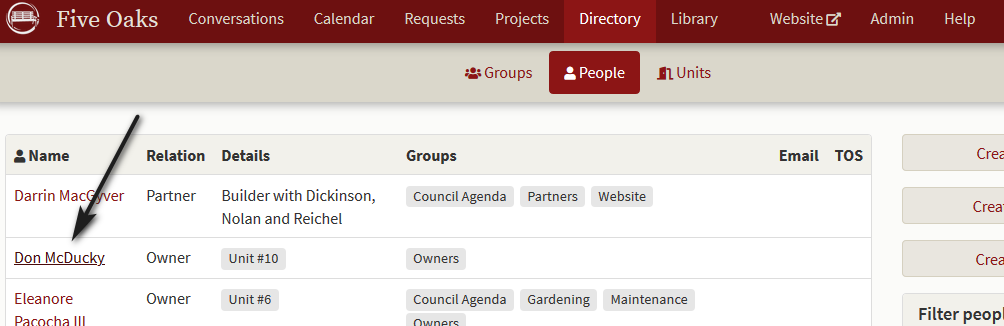 Five Oaks Conversations Calendar Requests Projects Directory Library Website Admin Help
Groups People Units
Name Relation Details Groups Email TOS
Darrin MacGyver Partner Builder with Dickinson, Council Agenda Partners Website
Nolan and Reichel
Don McDucky Owner Unit #10 Owners
Eleanore Owner Unit #6 Council Agenda Gardening Maintenance
Pacocha III Owners
Crea
Creat
Crea
Filter peop